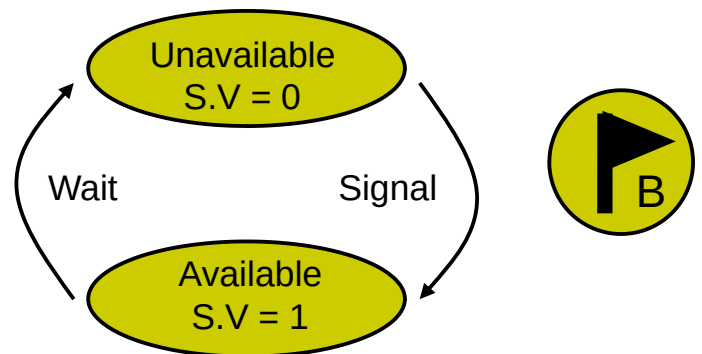 Unavailable
S.V = 0
Wait
Signal
B
Available
S.V = 1